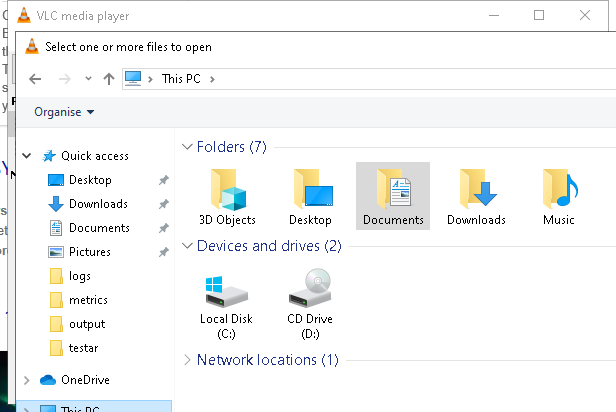 VLC media player
Select one or more files to open
This PC
Organise
Quick access
Desktop
Downloads
Documents
Pictures
logs
metrics
output
testar
OneDrive
This PC
Folders (7)
3D Objects
Desktop
Documents
Downloads
Music
Devices and drives (2)
Local Disk
(C:)
CD Drive
(D:)
Network locations (1)